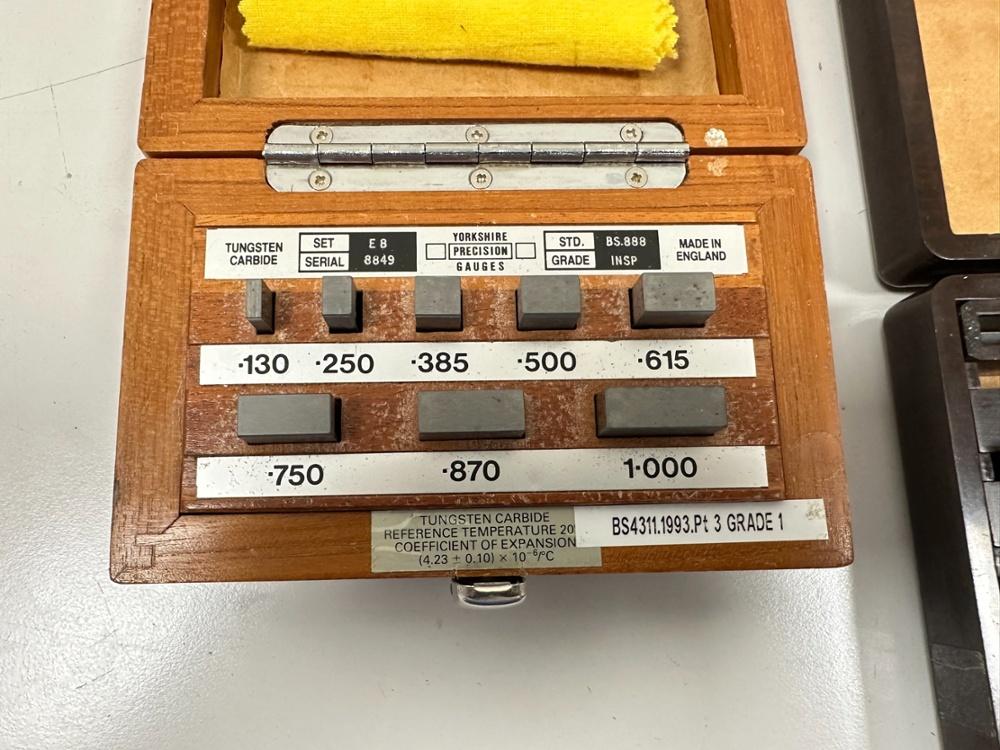 TUNGSTEN CARBIDE
SET E 8
SERIAL 8849
YORKSHIRE
PRECISION
GAUGES
STD. BS.888
GRADE INSP
MADE IN ENGLAND
·130 ·250 ·385 ·500 ·615
·750 ·870 1·000
TUNGSTEN CARBIDE
REFERENCE TEMPERATURE 20
COEFFICIENT OF EXPANSION
(4.23 ± 0.10) × 10⁻⁶/°C
BS4311.1993.Pt 3 GRADE 1